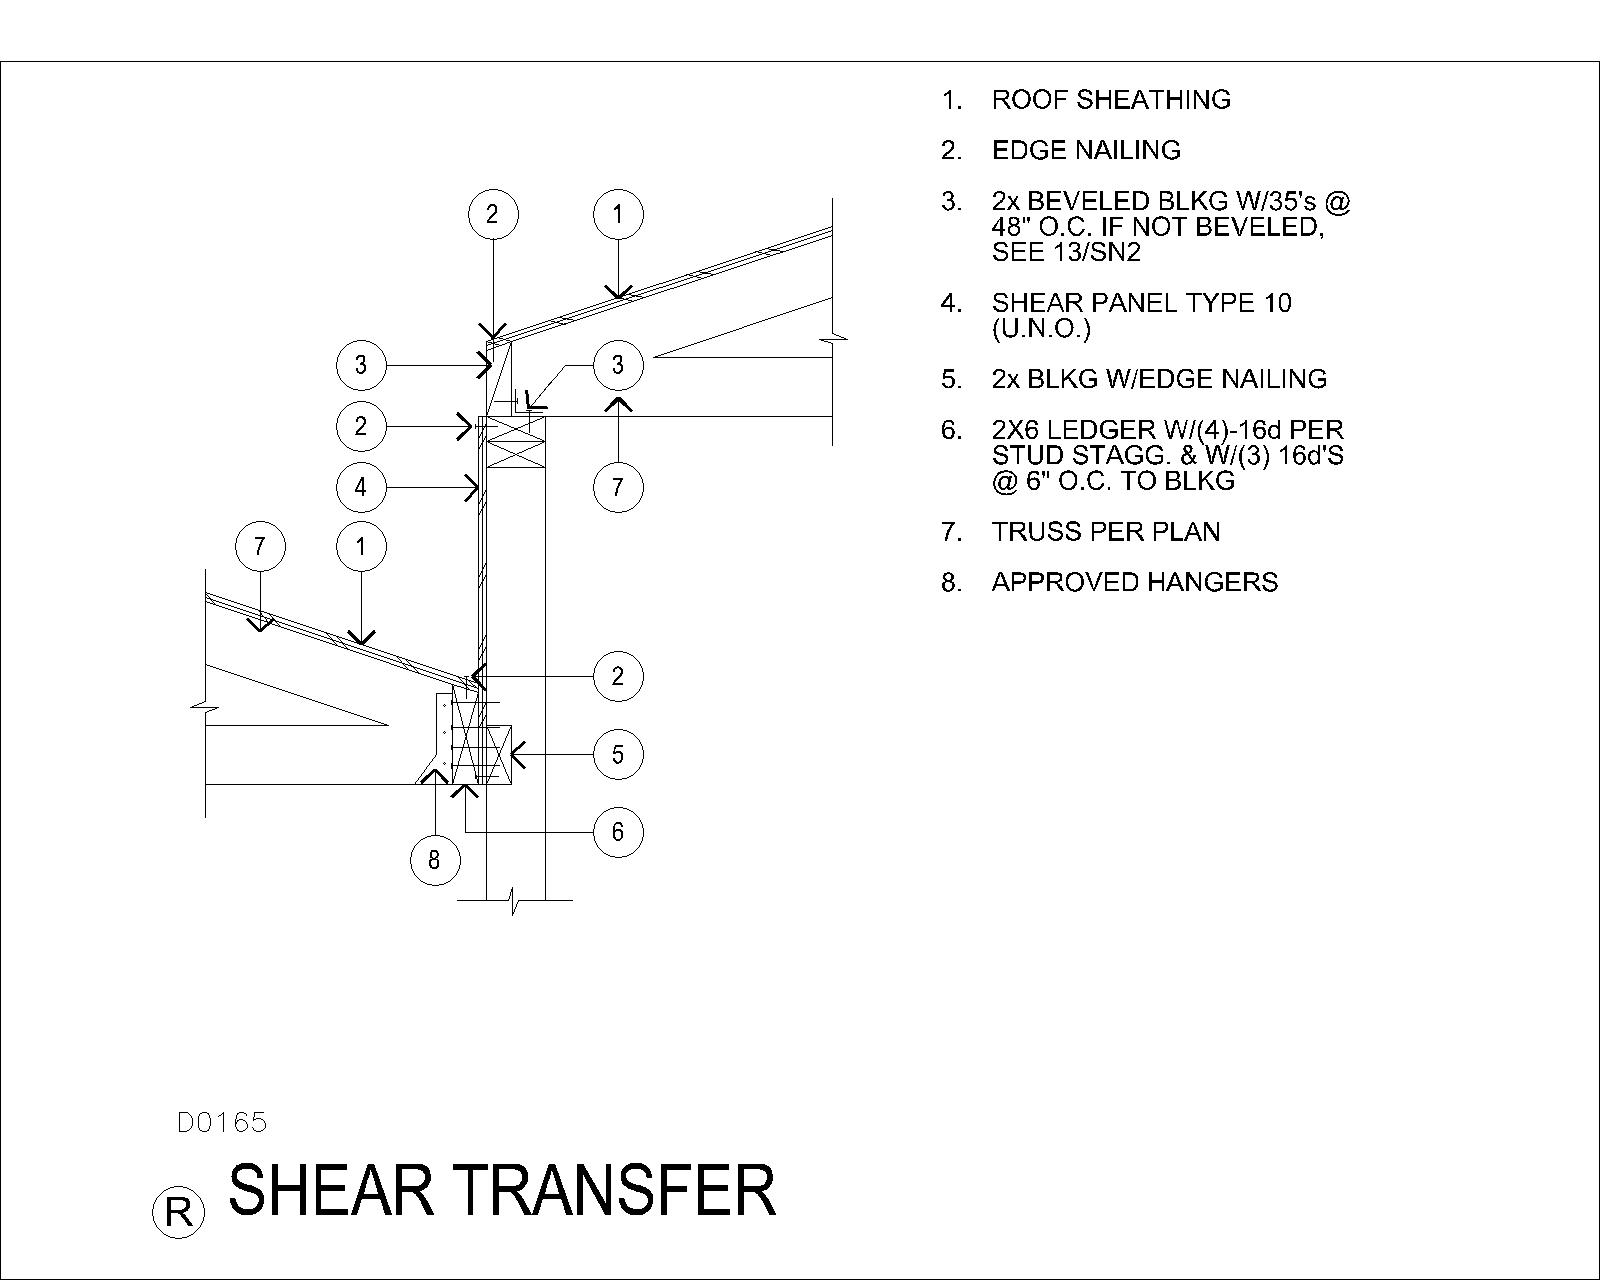 1. ROOF SHEATHING
2. EDGE NAILING
3. 2x BEVELED BLKG W/35's @
48" O.C. IF NOT BEVELED,
SEE 13/SN2
4. SHEAR PANEL TYPE 10
(U.N.O.)
5. 2x BLKG W/EDGE NAILING
6. 2X6 LEDGER W/(4)-16d PER
STUD STAGG. & W/(3) 16d'S
@ 6" O.C. TO BLKG
7. TRUSS PER PLAN
8. APPROVED HANGERS
2 1
3 3
2
4 7
7 1
2
5
6
8
D0165
R SHEAR TRANSFER